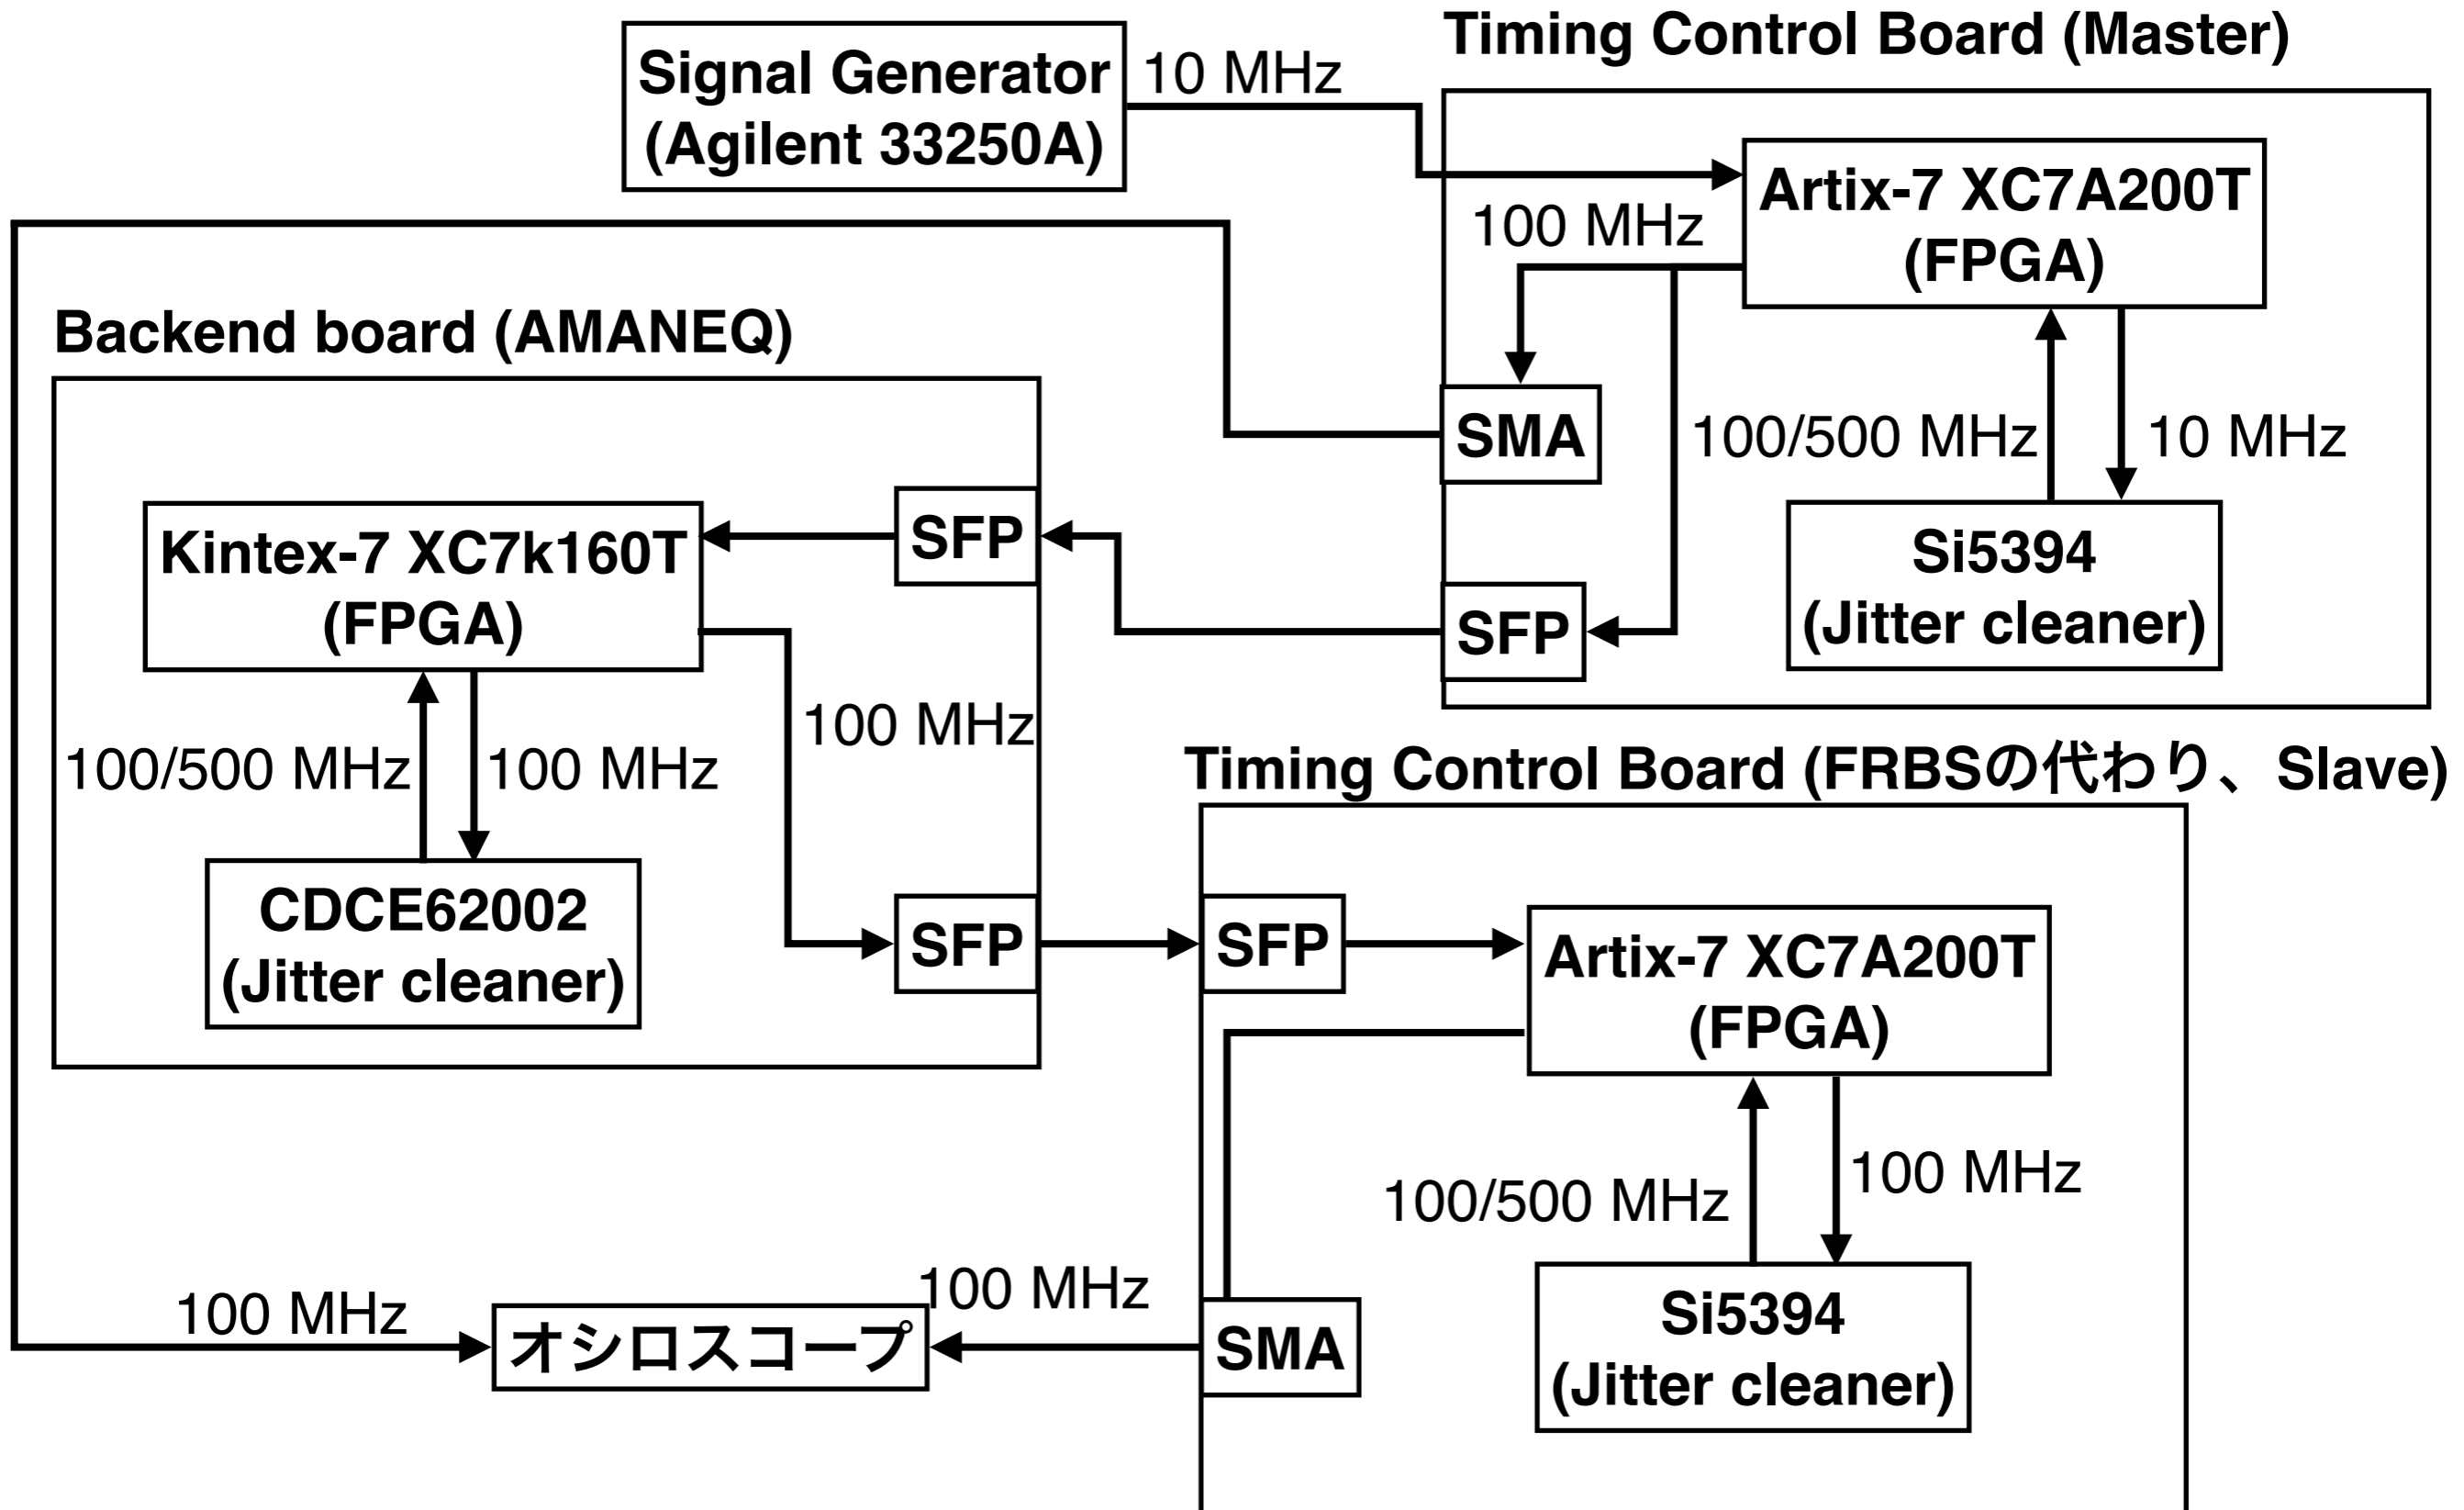 Timing Control Board (Master)
Signal Generator
(Agilent 33250A)
10 MHz
Artix-7 XC7A200T
(FPGA)
100 MHz
SMA
100/500 MHz
10 MHz
Si5394
(Jitter cleaner)
SFP
Backend board (AMANEQ)
SFP
Kintex-7 XC7k160T
(FPGA)
100 MHz
100/500 MHz
100 MHz
CDCE62002
(Jitter cleaner)
SFP
Timing Control Board (FRBSの代わり、Slave)
SFP
Artix-7 XC7A200T
(FPGA)
100/500 MHz
100 MHz
Si5394
(Jitter cleaner)
SMA
100 MHz
オシロスコープ
100 MHz